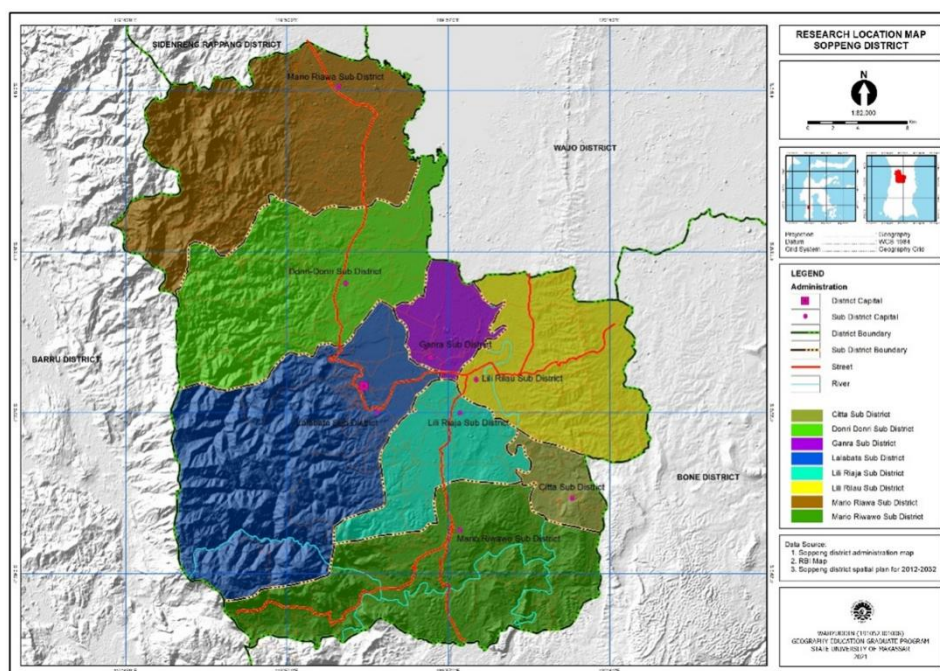 RESEARCH LOCATION MAP
SOPPENG DISTRICT
N
1:82.000
Projection : Geography
Datum : WGS 1984
Grid System : Geography Grid
LEGEND
Administration
District Capital
Sub District Capital
District Boundary
Sub District Boundary
Street
River
Citta Sub District
Donri Donri Sub District
Ganra Sub District
Lalabata Sub District
Lili Riaja Sub District
Lili Rilau Sub District
Mario Riawa Sub District
Mario Riwawo Sub District
Data Source:
1. Soppeng district administration map
2. RBI Map
3. Soppeng district spatial plan for 2012-2032
GEOGRAPHY EDUCATION GRADUATE PROGRAM
STATE UNIVERSITY OF MAKASSAR
2021
SIDENRENG RAPPANG DISTRICT
Mario Riawa Sub District
WAJO DISTRICT
Donri-Donri Sub District
BARRU DISTRICT
Ganra Sub District
Lili Rilau Sub District
Lalabata Sub District
Lili Riaja Sub District
BONE DISTRICT
Citta Sub District
Mario Riwawo Sub District